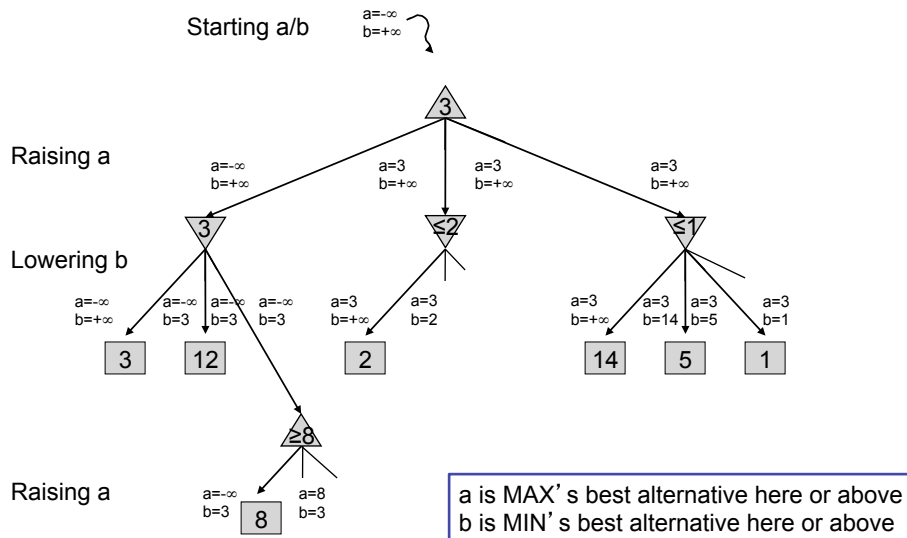 Starting a/b
a=-∞
b=+∞
3
Raising a
a=-∞
b=+∞
a=3
b=+∞
a=3
b=+∞
a=3
b=+∞
3
≤2
≤1
Lowering b
a=-∞
b=+∞
a=-∞
b=3
a=-∞
b=3
a=-∞
b=3
a=3
b=+∞
a=3
b=2
a=3
b=+∞
a=3
b=14
a=3
b=5
a=3
b=1
3
12
2
14
5
1
≥8
Raising a
a=-∞
b=3
a=8
b=3
8
a is MAX's best alternative here or above
b is MIN's best alternative here or above